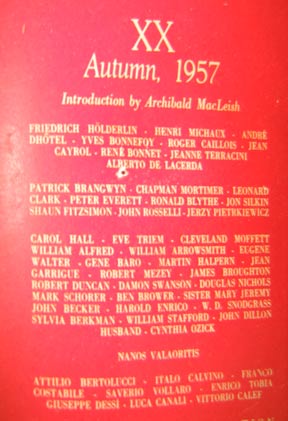 XX
Autumn, 1957
Introduction by Archibald MacLeish
FRIEDRICH HÖLDERLIN · HENRI MICHAUX · ANDRÉ
DHÔTEL · YVES BONNEFOY · ROGER CAILLOIS · JEAN
CAYROL · RENÉ BONNET · JEANNE TERRACINI
ALBERTO DE LACERDA
PATRICK BRANGWYN · CHAPMAN MORTIMER · LEONARD
CLARK · PETER EVERETT · RONALD BLYTHE · JON SILKIN
SHAUN FITZSIMON · JOHN ROSSELLI · JERZY PIETRKIEWICZ
CAROL HALL · EVE TRIEM · CLEVELAND MOFFETT
WILLIAM ALFRED · WILLIAM ARROWSMITH · EUGENE
WALTER · GENE BARO · MARTIN HALPERN · JEAN
GARRIGUE · ROBERT MEZEY · JAMES BROUGHTON
ROBERT DUNCAN · DAMON SWANSON · DOUGLAS NICHOLS
MARK SCHORER · BEN BROWER · SISTER MARY JEREMY
JOHN BECKER · HAROLD ENRICO · W. D. SNODGRASS
SYLVIA BERKMAN · WILLIAM STAFFORD · JOHN DILLON
HUSBAND · CYNTHIA OZICK
NANOS VALAORITIS
ATTILIO BERTOLUCCI · ITALO CALVINO · FRANCO
COSTABILE · SAVERIO VOLLARO · ENRICO TOBIA
GIUSEPPE DESSÍ · LUCA CANALI · VITTORIO CALEF